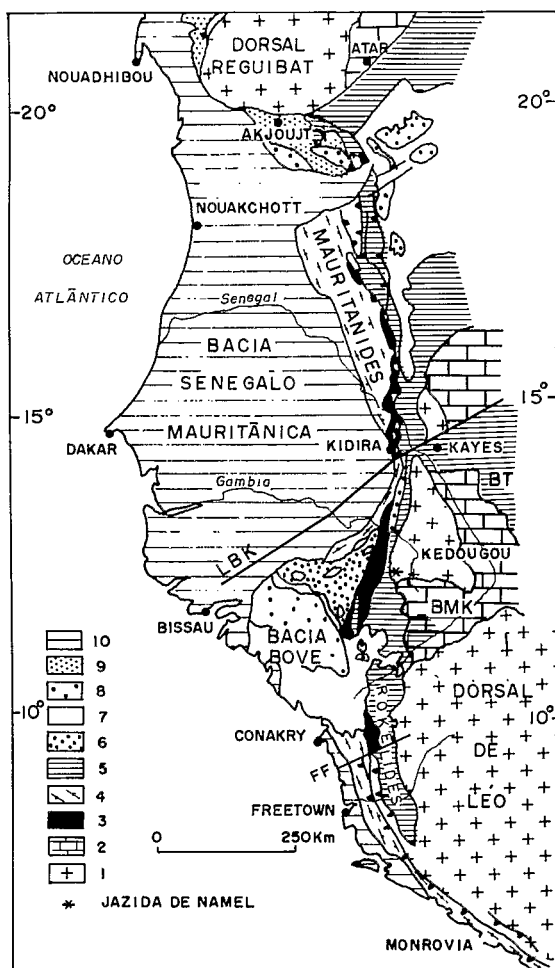 DORSAL
REGUIBAT
ATAR
NOUADHIBOU
20°
20°
AKJOUJT
NOUAKCHOTT
OCEANO
ATLÂNTICO
MAURITANIDES
Senegal
BACIA
SENEGALO
MAURITÂNICA
15°
15°
DAKAR
KIDIRA
KAYES
BT
Gambia
LBK
KEDOUGOU
BMK
BISSAU
BACIA
BOVE
10
9
8
7
6
5
4
3
2
1
10°
10°
DORSAL
DE
LÉO
ROKELIDES
CONAKRY
FF
FREETOWN
0 250Km
* JAZIDA DE NAMEL
MONROVIA